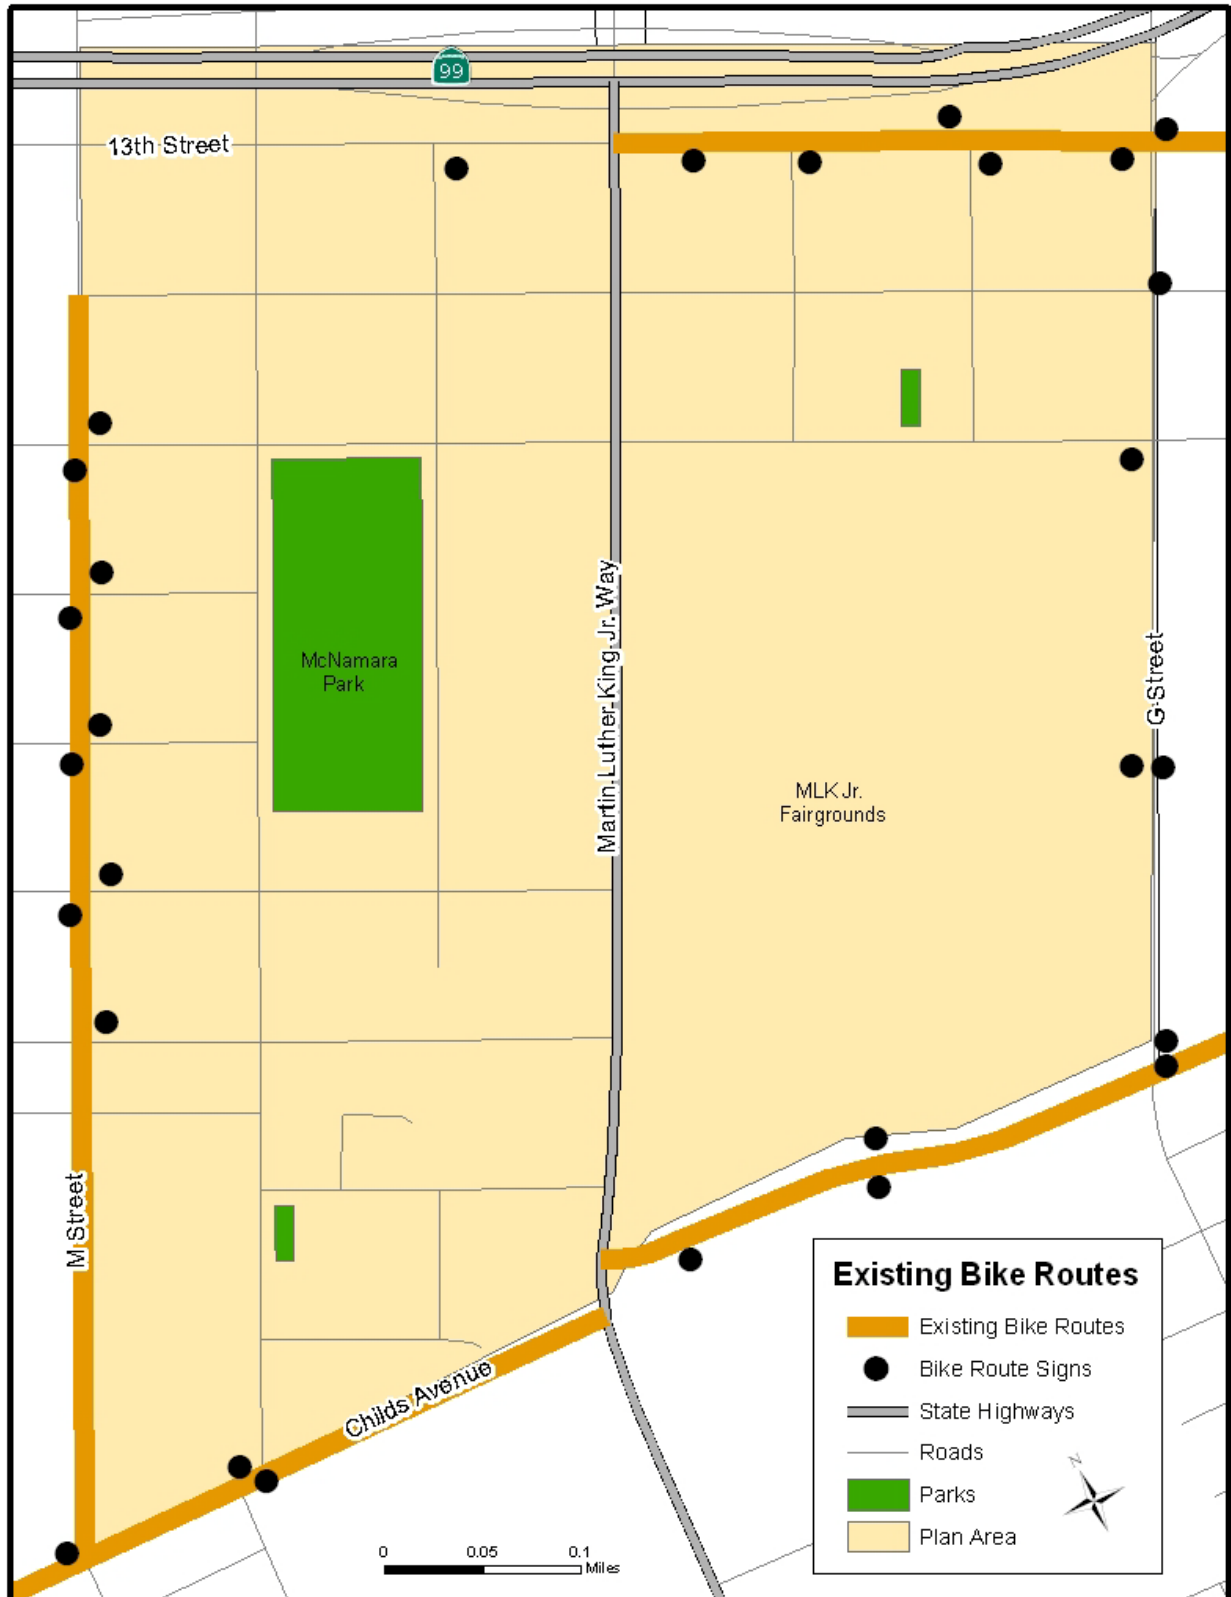 99
13th Street
McNamara
Park
Martin Luther King Jr. Way
G Street
MLK Jr.
Fairgrounds
M Street
Childs Avenue
Existing Bike Routes
Existing Bike Routes
Bike Route Signs
State Highways
Roads
Parks
Plan Area
N
0 0.05 0.1
Miles